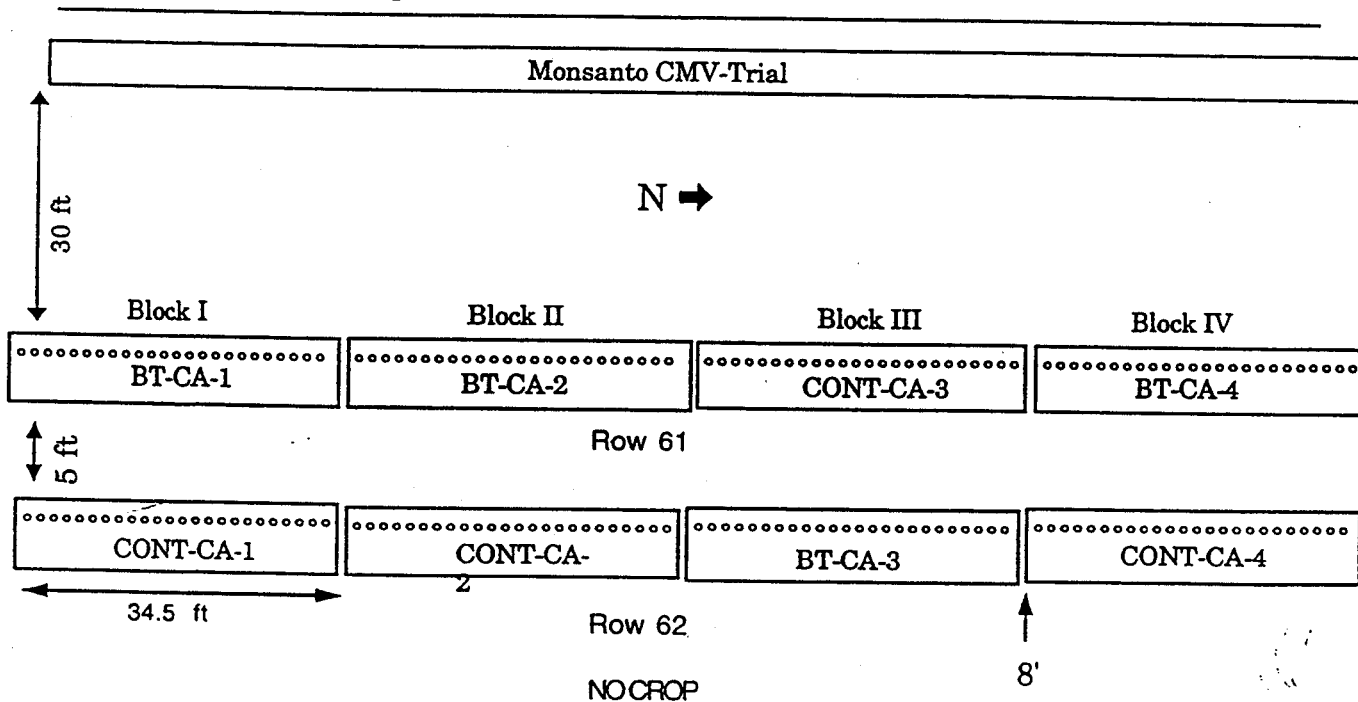 Monsanto CMV-Trial
30 ft
N
Block I
Block II
Block III
Block IV
BT-CA-1
BT-CA-2
CONT-CA-3
BT-CA-4
5 ft
Row 61
CONT-CA-1
CONT-CA-
2
BT-CA-3
CONT-CA-4
34.5 ft
Row 62
8'
NO CROP